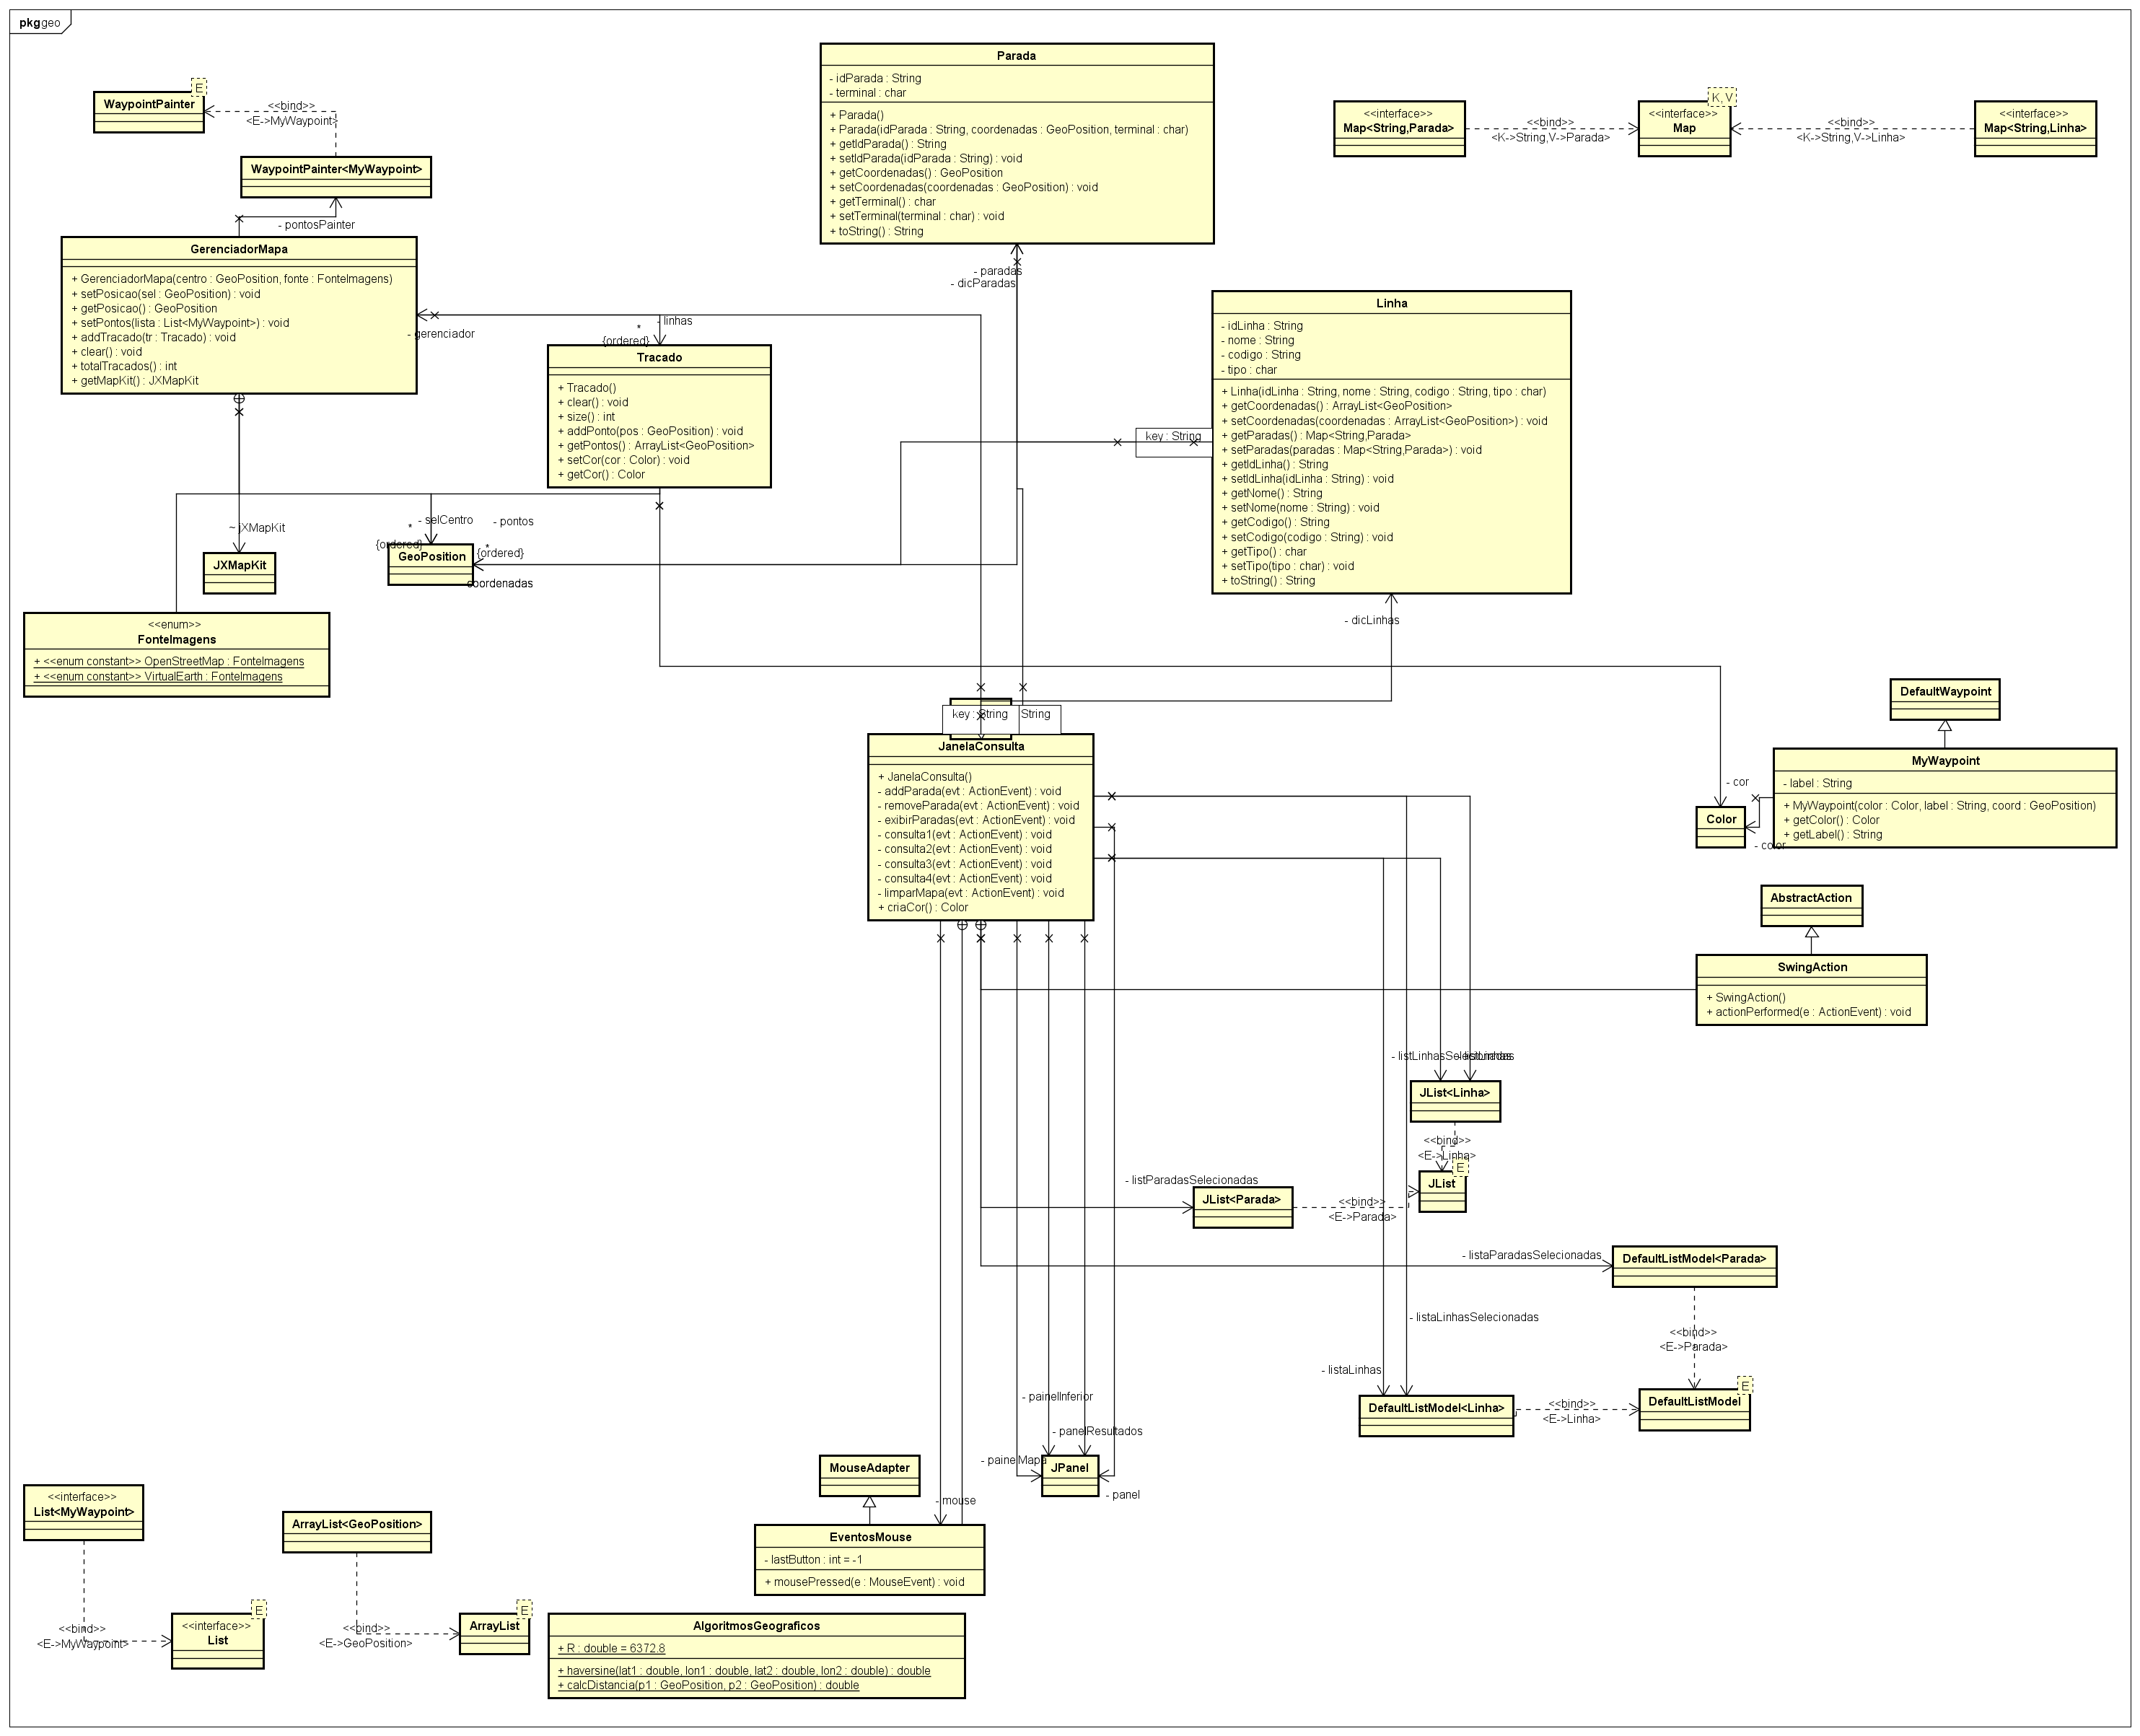 pkg geo
WaypointPainter
E
<<bind>>
<E->MyWaypoint>
WaypointPainter<MyWaypoint>
- pontosPainter
GerenciadorMapa
+ GerenciadorMapa(centro : GeoPosition, fonte : FonteImagens)
+ setPosicao(sel : GeoPosition) : void
+ getPosicao() : GeoPosition
+ setPontos(lista : List<MyWaypoint>) : void
+ addTracado(tr : Tracado) : void
+ clear() : void
+ totalTracados() : int
+ getMapKit() : JXMapKit
- gerenciador
Parada
- idParada : String
- terminal : char
+ Parada()
+ Parada(idParada : String, coordenadas : GeoPosition, terminal : char)
+ getIdParada() : String
+ setIdParada(idParada : String) : void
+ getCoordenadas() : GeoPosition
+ setCoordenadas(coordenadas : GeoPosition) : void
+ getTerminal() : char
+ setTerminal(terminal : char) : void
+ toString() : String
- paradas
- dicParadas
<<interface>>
Map<String,Parada>
<<bind>>
<K->String,V->Parada>
K, V
<<interface>>
Map
<<bind>>
<K->String,V->Linha>
<<interface>>
Map<String,Linha>
- linhas
*
{ordered}
Tracado
+ Tracado()
+ clear() : void
+ size() : int
+ addPonto(pos : GeoPosition) : void
+ getPontos() : ArrayList<GeoPosition>
+ setCor(cor : Color) : void
+ getCor() : Color
Linha
- idLinha : String
- nome : String
- codigo : String
- tipo : char
+ Linha(idLinha : String, nome : String, codigo : String, tipo : char)
+ getCoordenadas() : ArrayList<GeoPosition>
+ setCoordenadas(coordenadas : ArrayList<GeoPosition>) : void
+ getParadas() : Map<String,Parada>
+ setParadas(paradas : Map<String,Parada>) : void
+ getIdLinha() : String
+ setIdLinha(idLinha : String) : void
+ getNome() : String
+ setNome(nome : String) : void
+ getCodigo() : String
+ setCodigo(codigo : String) : void
+ getTipo() : char
+ setTipo(tipo : char) : void
+ toString() : String
key : String
~ jXMapKit
JXMapKit
- selCentro
*
{ordered}
- pontos
*
{ordered}
GeoPosition
coordenadas
<<enum>>
FonteImagens
+ <<enum constant>> OpenStreetMap : FonteImagens
+ <<enum constant>> VirtualEarth : FonteImagens
- dicLinhas
key : String
String
JanelaConsulta
+ JanelaConsulta()
- addParada(evt : ActionEvent) : void
- removeParada(evt : ActionEvent) : void
- exibirParadas(evt : ActionEvent) : void
- consulta1(evt : ActionEvent) : void
- consulta2(evt : ActionEvent) : void
- consulta3(evt : ActionEvent) : void
- consulta4(evt : ActionEvent) : void
- limparMapa(evt : ActionEvent) : void
+ criaCor() : Color
DefaultWaypoint
MyWaypoint
- label : String
+ MyWaypoint(color : Color, label : String, coord : GeoPosition)
+ getColor() : Color
+ getLabel() : String
- cor
Color
- color
AbstractAction
SwingAction
+ SwingAction()
+ actionPerformed(e : ActionEvent) : void
- listLinhasSelecionadas
JList<Linha>
<<bind>>
<E->Linha>
E
JList
- listParadasSelecionadas
JList<Parada>
<<bind>>
<E->Parada>
- listaParadasSelecionadas
DefaultListModel<Parada>
<<bind>>
<E->Parada>
- listaLinhasSelecionadas
- listaLinhas
DefaultListModel<Linha>
<<bind>>
<E->Linha>
E
DefaultListModel
- painelInferior
- panelResultados
- painelMapa
JPanel
- panel
MouseAdapter
- mouse
EventosMouse
- lastButton : int = -1
+ mousePressed(e : MouseEvent) : void
<<interface>>
List<MyWaypoint>
<<bind>>
<E->MyWaypoint>
E
<<interface>>
List
ArrayList<GeoPosition>
<<bind>>
<E->GeoPosition>
E
ArrayList
AlgoritmosGeograficos
+ R : double = 6372.8
+ haversine(lat1 : double, lon1 : double, lat2 : double, lon2 : double) : double
+ calcDistancia(p1 : GeoPosition, p2 : GeoPosition) : double